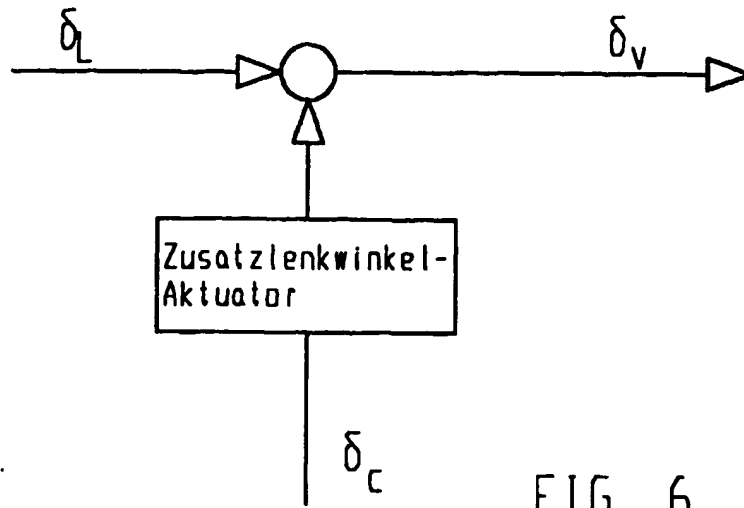 δL
δV
Zusatzlenkwinkel-
Aktuator
δC
FIG. 6